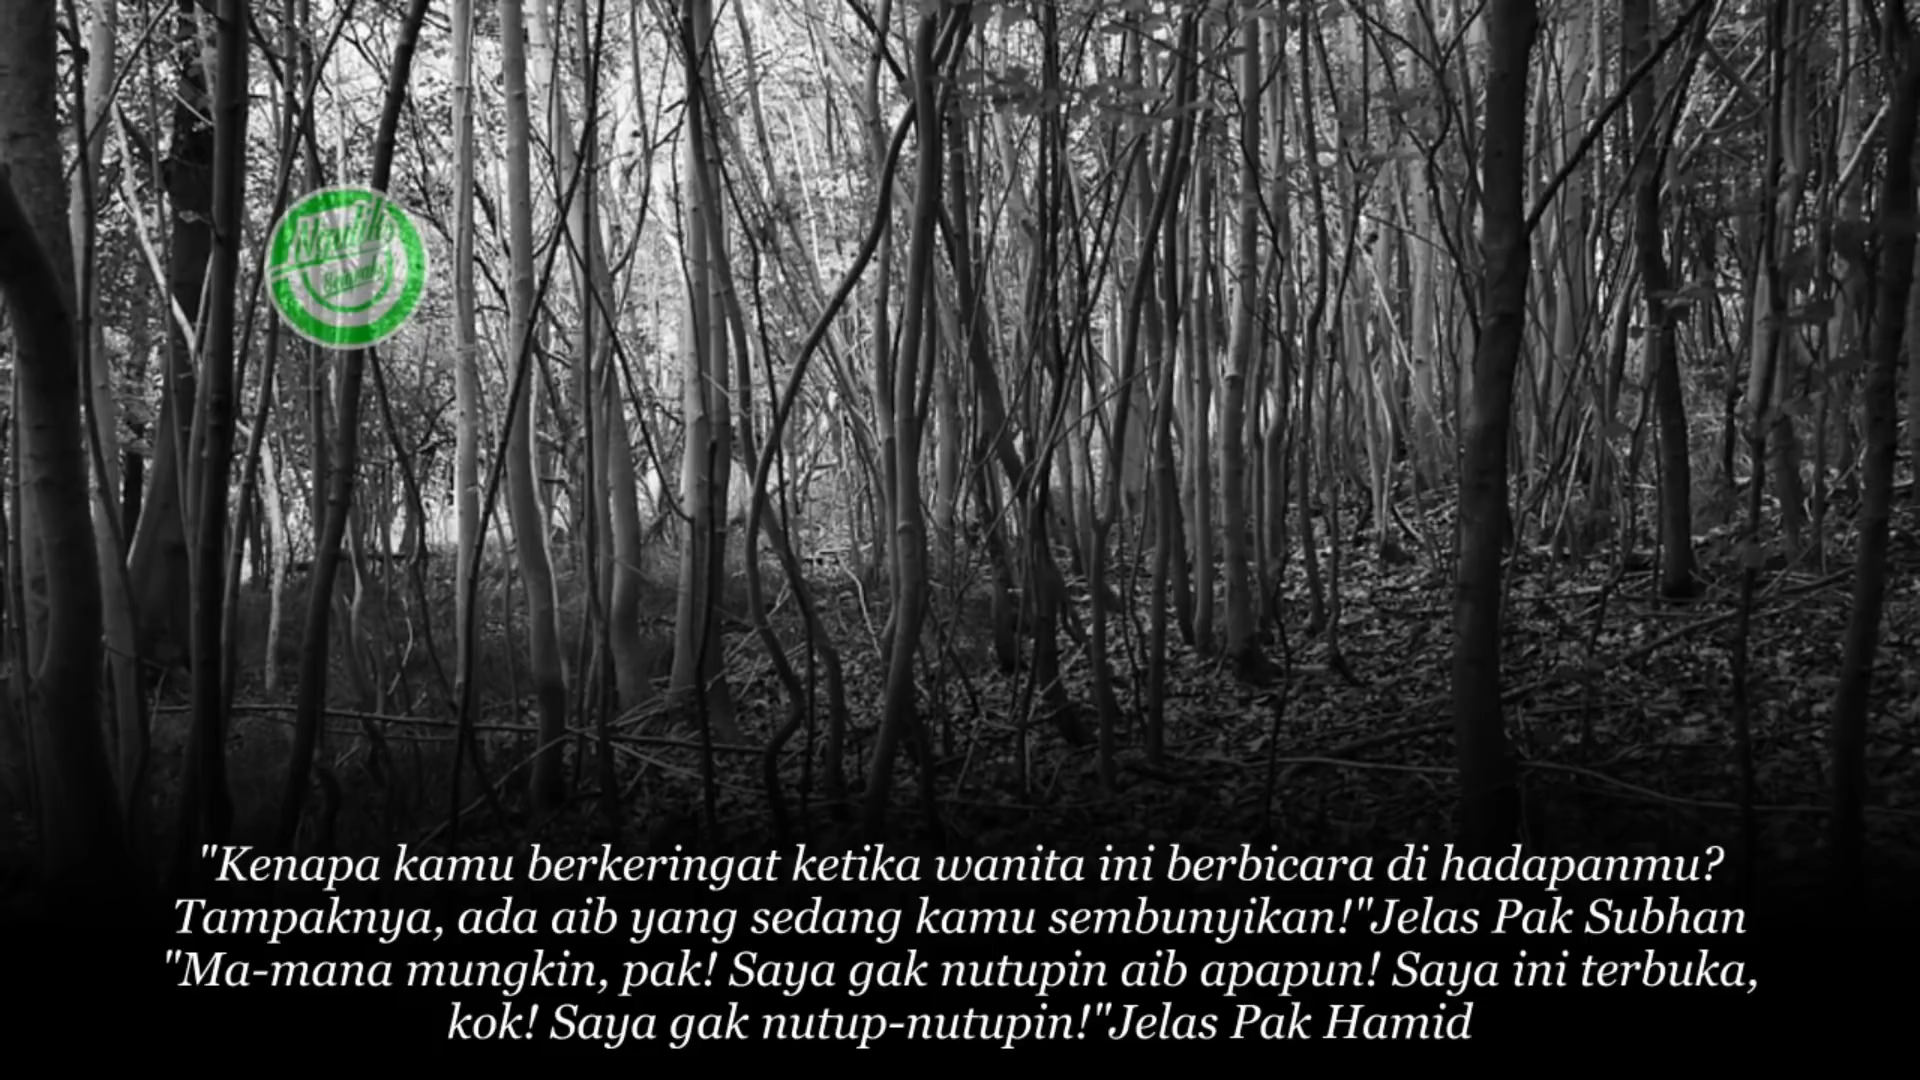 "Kenapa kamu berkeringat ketika wanita ini berbicara di hadapanmu?
Tampaknya, ada aib yang sedang kamu sembunyikan!"Jelas Pak Subhan
"Ma-mana mungkin, pak! Saya gak nutupin aib apapun! Saya ini terbuka,
kok! Saya gak nutup-nutupin!"Jelas Pak Hamid